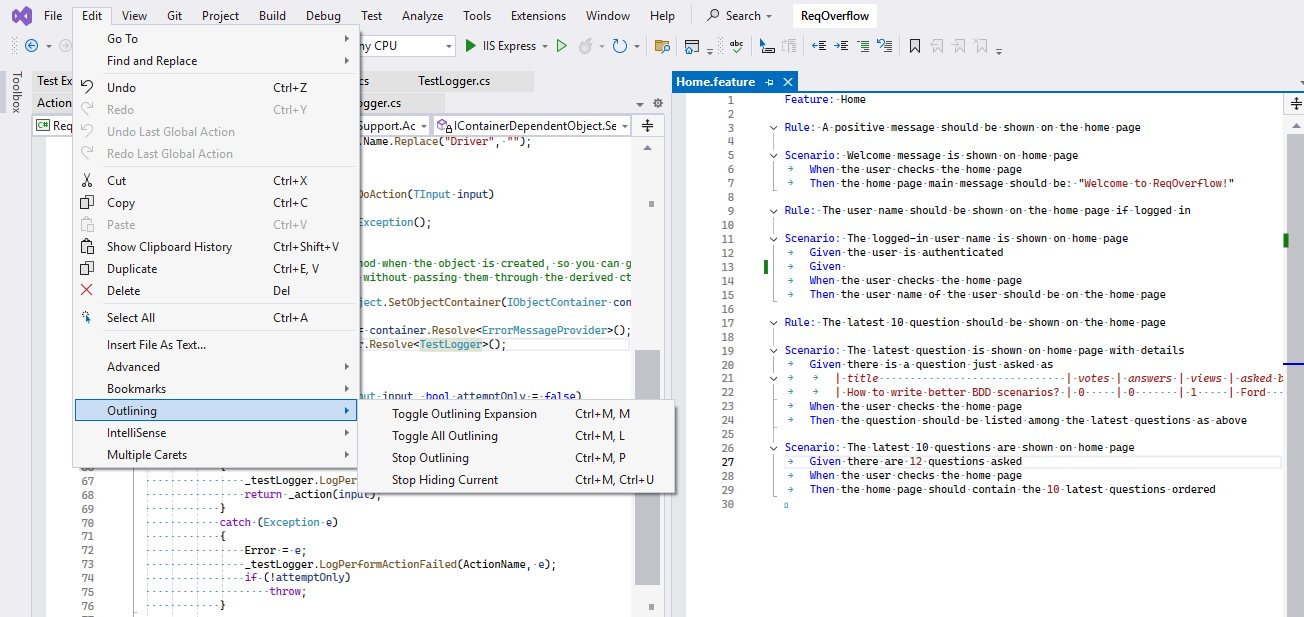 File Edit View Git Project Build Debug Test Analyze Tools Extensions Window Help Search ReqOverflow
ny CPU IIS Express abc
Toolbox
Test Ex cs TestLogger.cs
Action ogger.cs
C# Req Support.Ac IContainerDependentObject.Se
Go To
Find and Replace
Undo Ctrl+Z
Redo Ctrl+Y
Undo Last Global Action
Redo Last Global Action
Cut Ctrl+X
Copy Ctrl+C
Paste Ctrl+V
Show Clipboard History Ctrl+Shift+V
Duplicate Ctrl+E, V
Delete Del
Select All Ctrl+A
Insert File As Text...
Advanced
Bookmarks
Outlining
IntelliSense
Multiple Carets
Toggle Outlining Expansion Ctrl+M, M
Toggle All Outlining Ctrl+M, L
Stop Outlining Ctrl+M, P
Stop Hiding Current Ctrl+M, Ctrl+U
.Name.Replace("Driver", "");
DoAction(TInput input)
Exception();
hod when the object is created, so you can g
without passing them through the derived ct
ject.SetObjectContainer(IObjectContainer con
= container.Resolve<ErrorMessageProvider>();
r.Resolve<TestLogger>();
put input, bool attemptOnly = false)
66 {
67 _testLogger.LogPer
68 return _action(input);
69 }
70 catch (Exception e)
71 {
72 Error = e;
73 _testLogger.LogPerformActionFailed(ActionName, e);
74 if (!attemptOnly)
75 throw;
76 }
Home.feature
1 Feature: Home
2
3 Rule: A positive message should be shown on the home page
4
5 Scenario: Welcome message is shown on home page
6 When the user checks the home page
7 Then the home page main message should be: "Welcome to ReqOverflow!"
8
9 Rule: The user name should be shown on the home page if logged in
10
11 Scenario: The logged-in user name is shown on home page
12 Given the user is authenticated
13 Given
14 When the user checks the home page
15 Then the user name of the user should be on the home page
16
17 Rule: The latest 10 question should be shown on the home page
18
19 Scenario: The latest question is shown on home page with details
20 Given there is a question just asked as
21 | title | votes | answers | views | asked b
22 | How to write better BDD scenarios? | 0 | 0 | 1 | Ford
23 When the user checks the home page
24 Then the question should be listed among the latest questions as above
25
26 Scenario: The latest 10 questions are shown on home page
27 Given there are 12 questions asked
28 When the user checks the home page
29 Then the home page should contain the 10 latest questions ordered
30